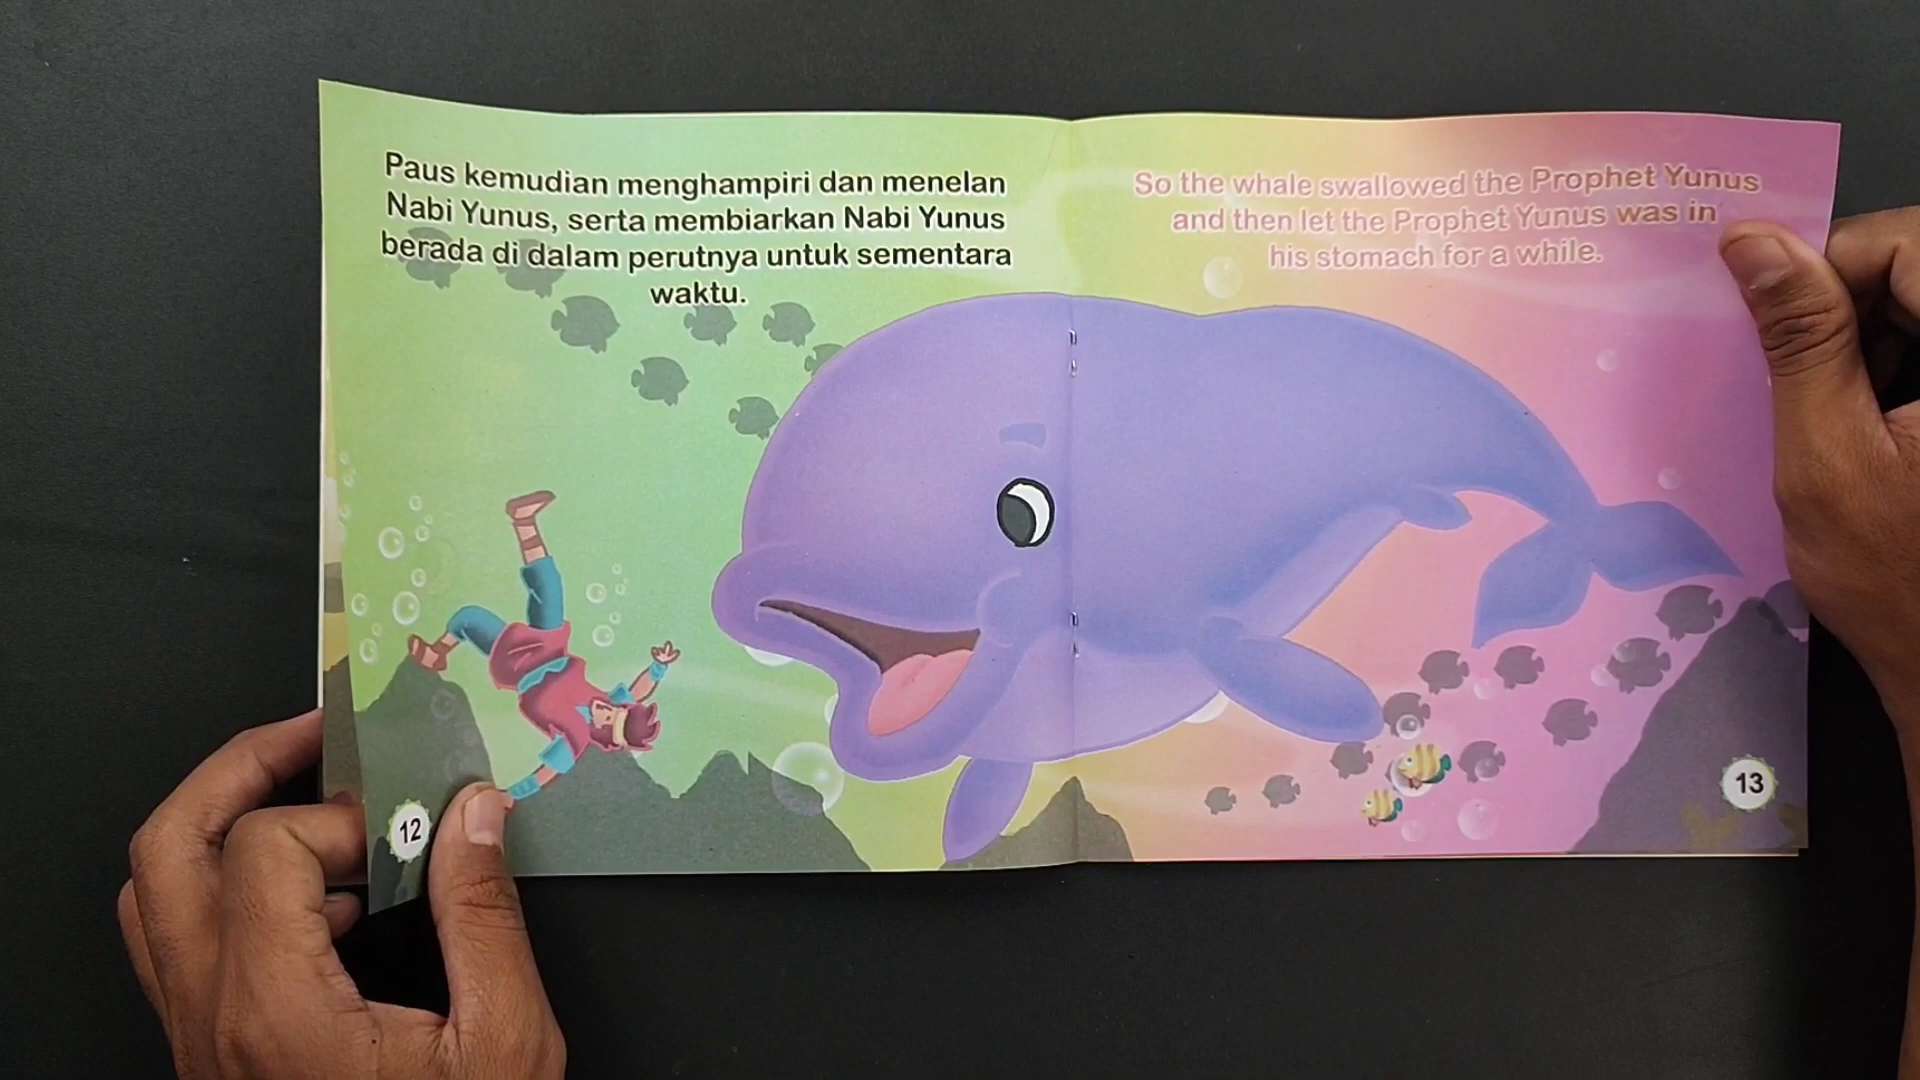 Paus kemudian menghampiri dan menelan
Nabi Yunus, serta membiarkan Nabi Yunus
berada di dalam perutnya untuk sementara
waktu.
12
So the whale swallowed the Prophet Yunus
and then let the Prophet Yunus was in
his stomach for a while.
13